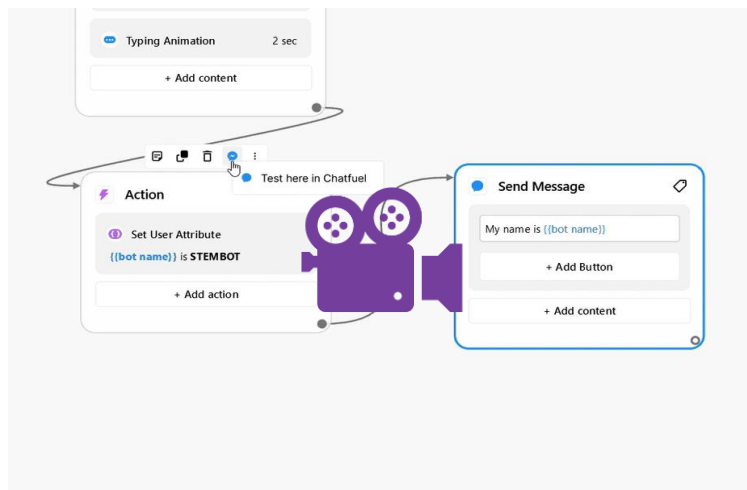 Typing Animation 2 sec
+ Add content
Test here in Chatfuel
Action
Set User Attribute
{{bot name}} is STEMBOT
+ Add action
Send Message
My name is {{bot name}}
+ Add Button
+ Add content